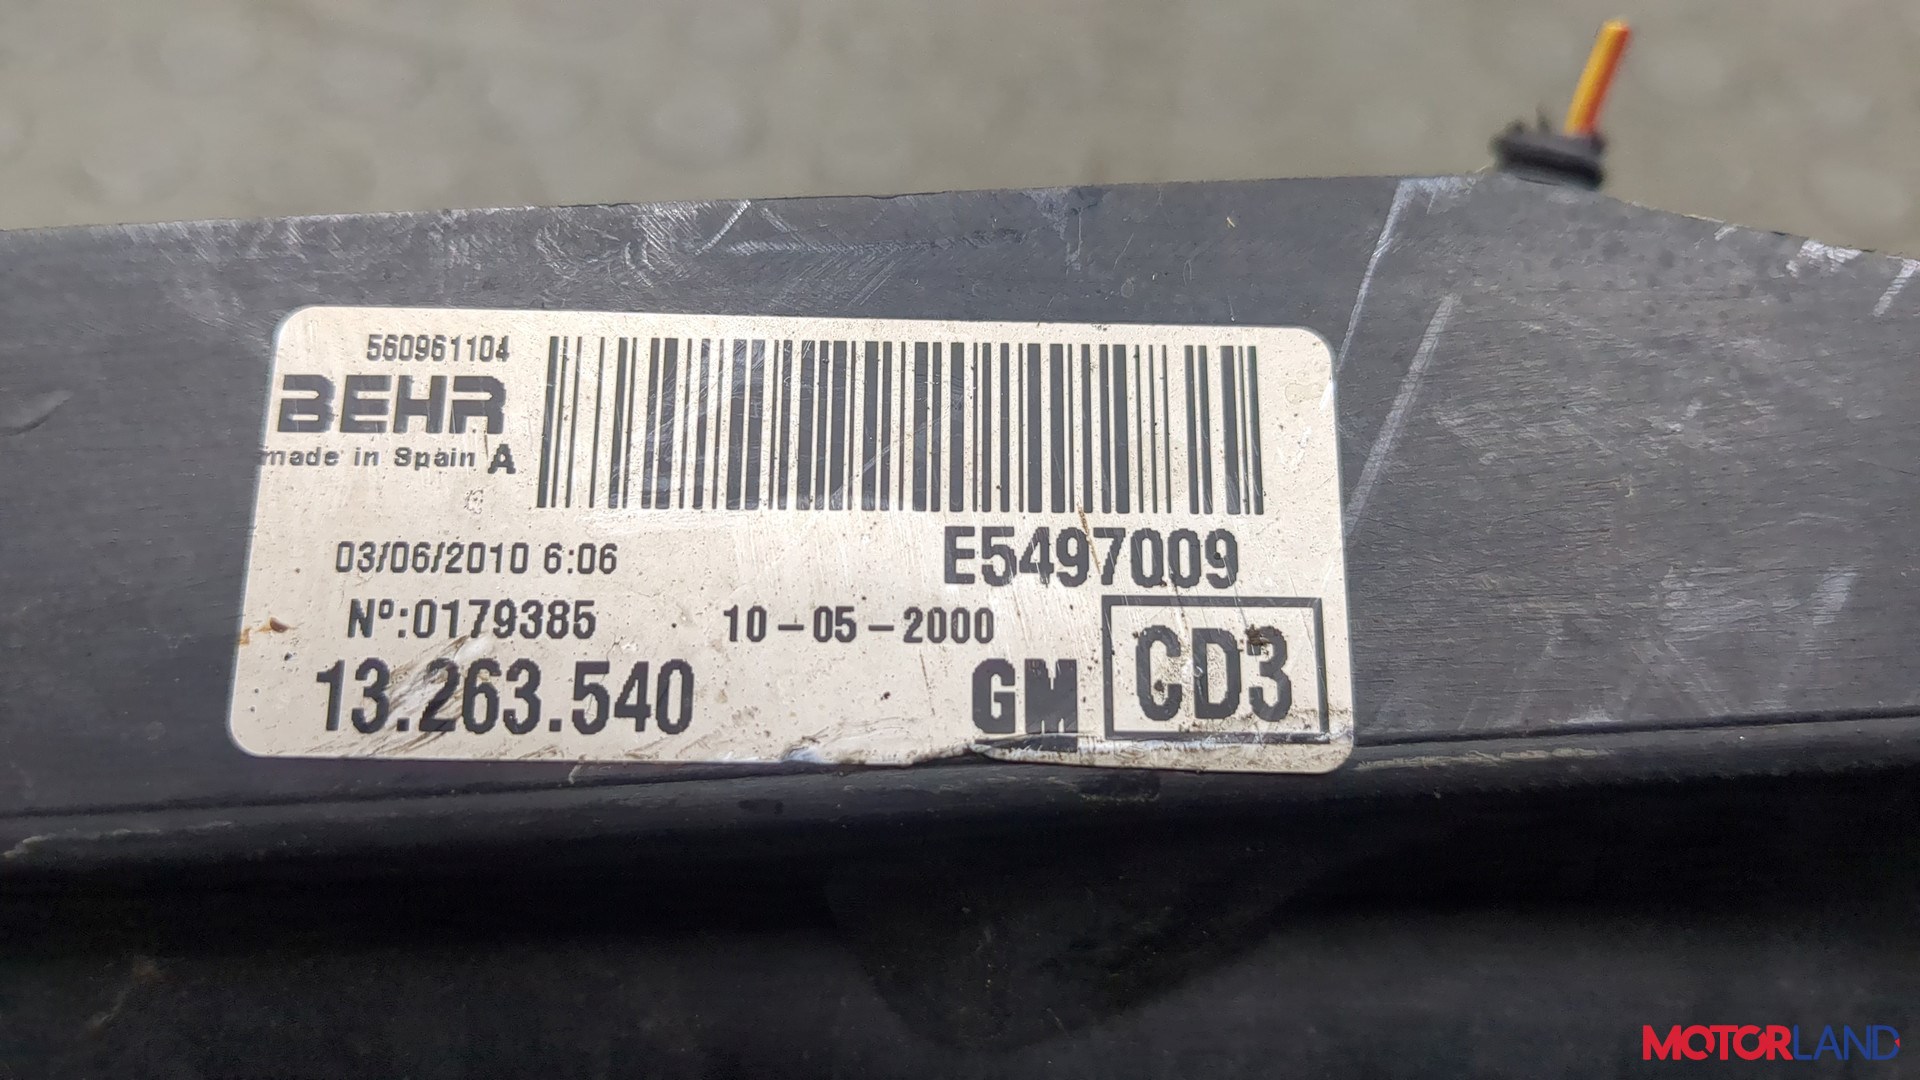 560961104
BEHR
made in Spain A
03/06/2010 6:06
E5497009
Nº:0179385
10-05-2000
13.263.540
GM
CD3
MOTORLAND